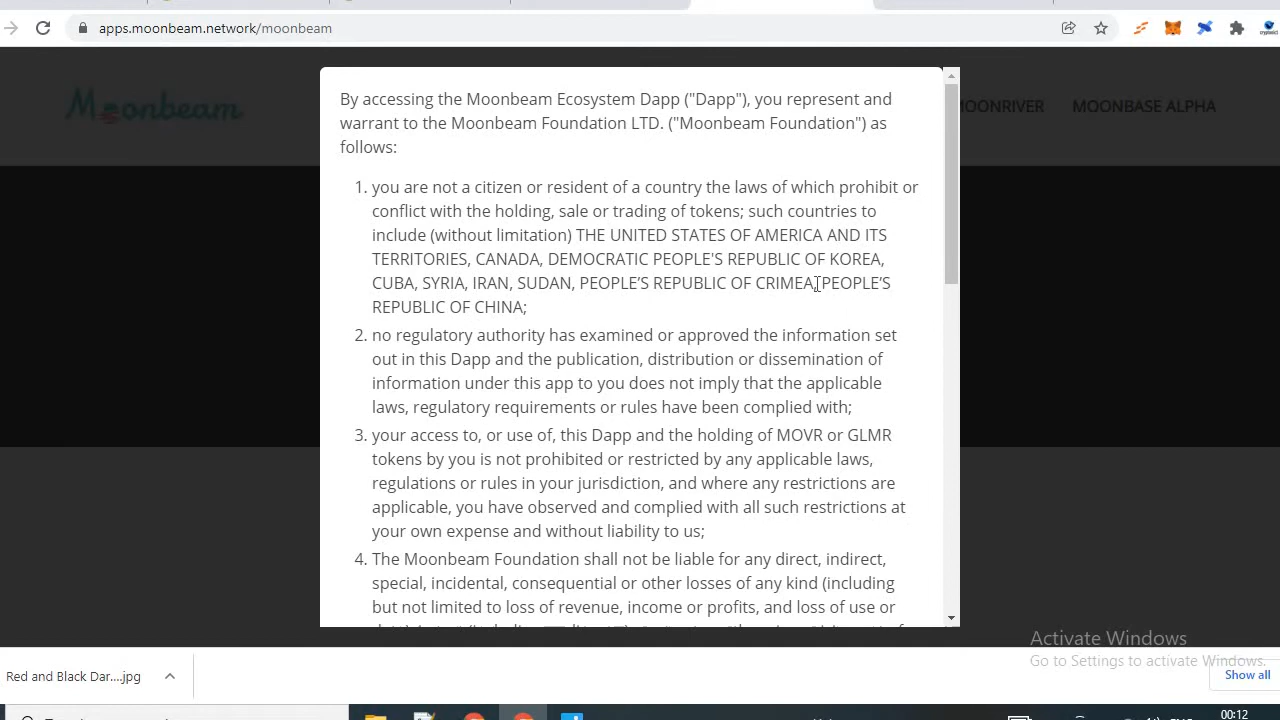 apps.moonbeam.network/moonbeam
Moonbeam
MOONRIVER
MOONBASE ALPHA
By accessing the Moonbeam Ecosystem Dapp ("Dapp"), you represent and
warrant to the Moonbeam Foundation LTD. ("Moonbeam Foundation") as
follows:
1. you are not a citizen or resident of a country the laws of which prohibit or
conflict with the holding, sale or trading of tokens; such countries to
include (without limitation) THE UNITED STATES OF AMERICA AND ITS
TERRITORIES, CANADA, DEMOCRATIC PEOPLE'S REPUBLIC OF KOREA,
CUBA, SYRIA, IRAN, SUDAN, PEOPLE’S REPUBLIC OF CRIMEA, PEOPLE’S
REPUBLIC OF CHINA;
2. no regulatory authority has examined or approved the information set
out in this Dapp and the publication, distribution or dissemination of
information under this app to you does not imply that the applicable
laws, regulatory requirements or rules have been complied with;
3. your access to, or use of, this Dapp and the holding of MOVR or GLMR
tokens by you is not prohibited or restricted by any applicable laws,
regulations or rules in your jurisdiction, and where any restrictions are
applicable, you have observed and complied with all such restrictions at
your own expense and without liability to us;
4. The Moonbeam Foundation shall not be liable for any direct, indirect,
special, incidental, consequential or other losses of any kind (including
but not limited to loss of revenue, income or profits, and loss of use or
Activate Windows
Go to Settings to activate Windows.
Red and Black Dar....jpg
Show all
00:12